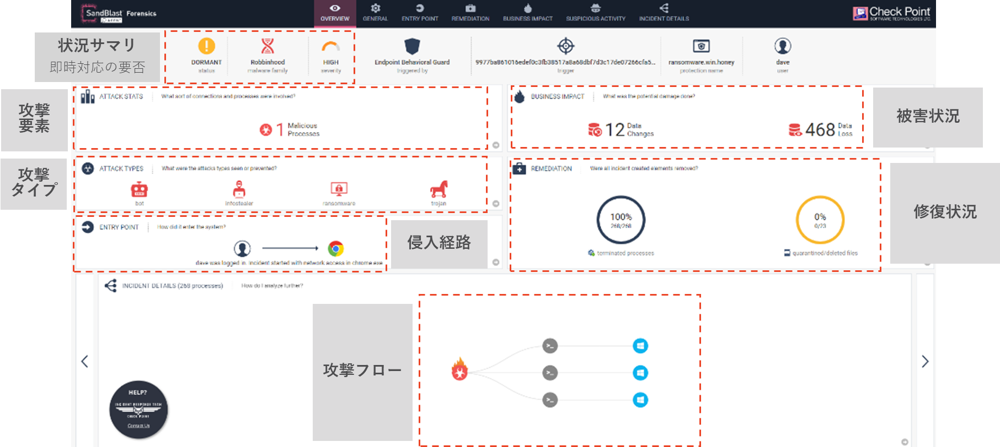 SandBlast Forensics
AGENT
OVERVIEW
GENERAL
ENTRY POINT
REMEDIATION
BUSINESS IMPACT
SUSPICIOUS ACTIVITY
INCIDENT DETAILS
Check Point
SOFTWARE TECHNOLOGIES LTD.
状況サマリ
即時対応の要否
DORMANT
status
Robbinhood
malware family
HIGH
severity
Endpoint Behavioral Guard
triggered by
9977ba861016edef0c3fb38517a8a68dbf7d3c17de07266cfa5...
trigger
ransomware.win.honey
protection name
dave
user
攻撃
要素
ATTACK STATS
What sort of connections and processes were involved?
1 Malicious
Processes
BUSINESS IMPACT
What was the potential damage done?
12 Data
Changes
468 Data
Loss
被害状況
攻撃
タイプ
ATTACK TYPES
What were the attacks types seen or prevented?
bot
infostealer
ransomware
trojan
REMEDIATION
Were all incident created elements removed?
100%
268/268
terminated processes
0%
0/23
quarantined/deleted files
修復状況
ENTRY POINT
How did it enter the system?
dave was logged in. Incident started with network access in chrome.exe
侵入経路
INCIDENT DETAILS (268 processes)
How do I analyze further?
攻撃フロー
HELP?
INCIDENT RESPONSE TEAM
CHECK POINT
Contact Us